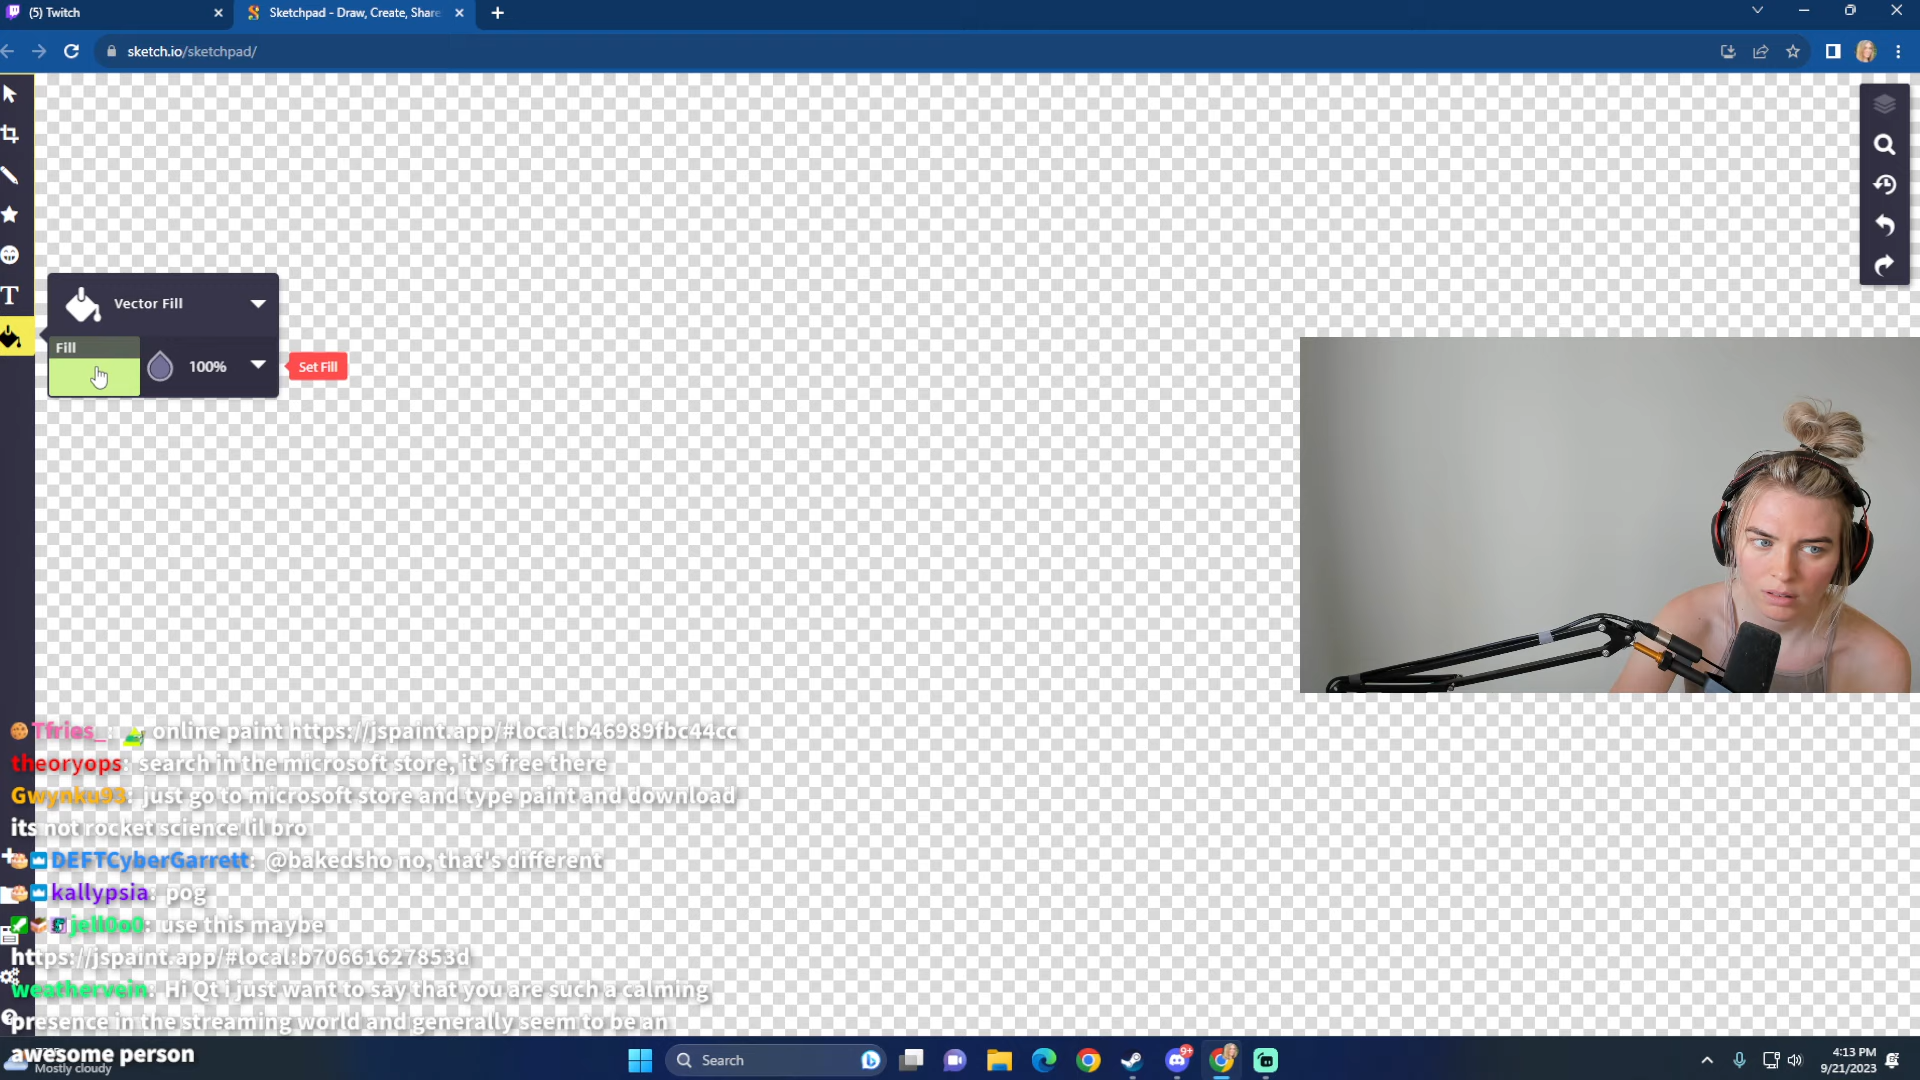 (5) Twitch
Sketchpad - Draw, Create, Share
sketch.io/sketchpad/
Vector Fill
Fill
100%
Set Fill
T
Tfries_: online paint https://jspaint.app/#local:b46989fbc44cc
theoryops: search in the microsoft store, it's free there
Gwynku93: just go to microsoft store and type paint and download
its not rocket science lil bro
DEFTCyberGarrett: @bakedsho no, that's different
kallypsia: pog
jell0o0: use this maybe
https://jspaint.app/#local:b70661627853d
weathervein: Hi Qt i just want to say that you are such a calming
presence in the streaming world and generally seem to be an
awesome person
Mostly cloudy
Search
9+
4:13 PM
9/21/2023